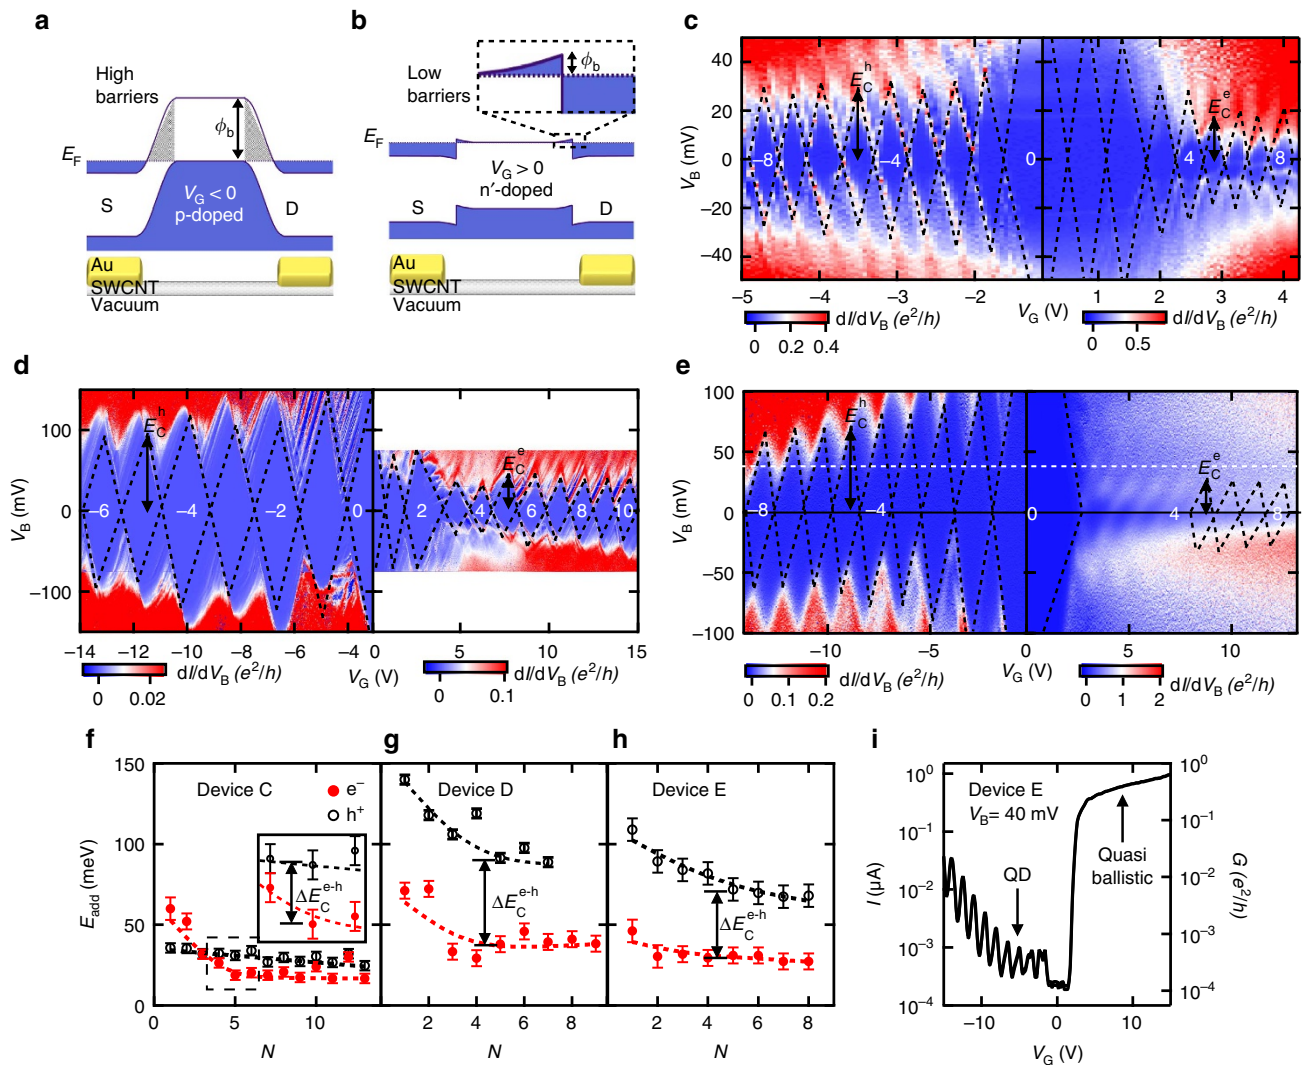 a
High
barriers
ϕb
EF
VG < 0
p-doped
S
D
Au
SWCNT
Vacuum
b
Low
barriers
ϕb
EF
VG > 0
n′-doped
S
D
Au
SWCNT
Vacuum
c
VB (mV)
40
20
0
−20
−40
ECh
ECe
−8
−4
0
4
8
−5
−4
−3
−2
1
2
3
4
VG (V)
dI/dVB (e2/h)
0
0.2
0.4
dI/dVB (e2/h)
0
0.5
d
VB (mV)
100
0
−100
ECh
ECe
−6
−4
−2
0
2
4
6
8
10
−14
−12
−10
−8
−6
−4
0
5
10
15
VG (V)
dI/dVB (e2/h)
0
0.02
dI/dVB (e2/h)
0
0.1
e
VB (mV)
100
50
0
−50
−100
ECh
ECe
−8
−4
0
4
8
−10
−5
0
5
10
VG (V)
dI/dVB (e2/h)
0
0.1
0.2
dI/dVB (e2/h)
0
1
2
f
Eadd (meV)
150
100
50
0
Device C
e−
h+
ΔECe-h
0
5
10
N
g
Device D
ΔECe-h
2
4
6
8
N
h
Device E
ΔECe-h
2
4
6
8
N
i
I (μA)
100
10−1
10−2
10−3
10−4
Device E
VB= 40 mV
QD
Quasi
ballistic
100
10−1
10−2
10−3
10−4
G (e2/h)
−10
0
10
VG (V)